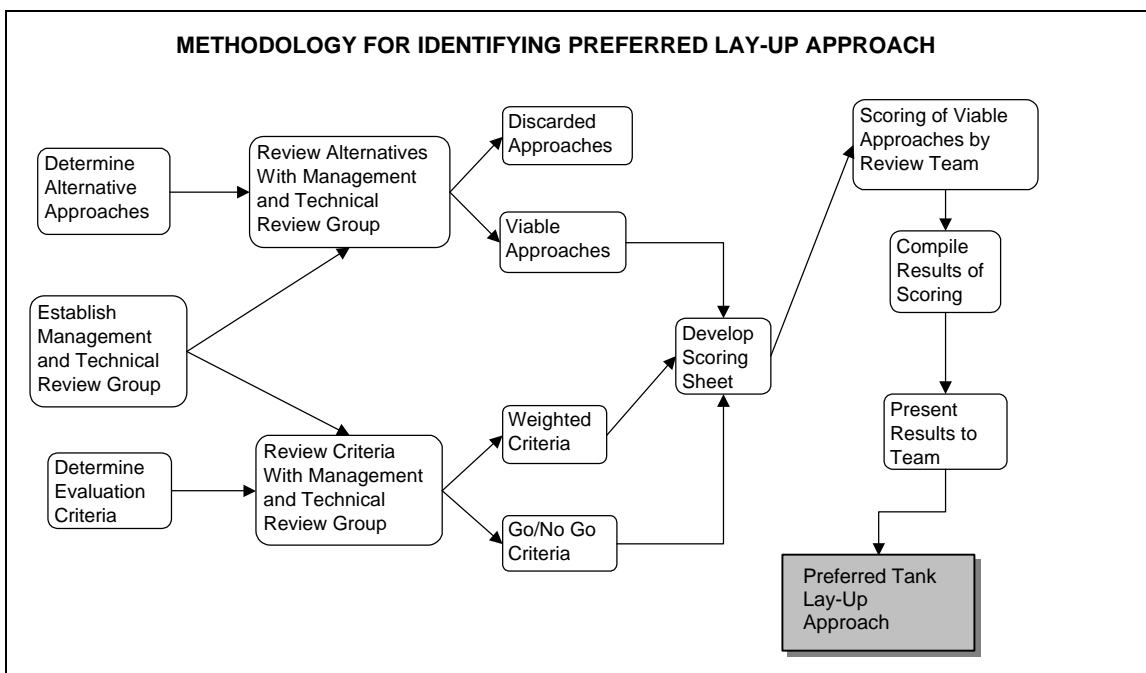 METHODOLOGY FOR IDENTIFYING PREFERRED LAY-UP APPROACH
Determine
Alternative
Approaches
Review Alternatives
With Management
and Technical
Review Group
Discarded
Approaches
Viable
Approaches
Establish
Management
and Technical
Review Group
Determine
Evaluation
Criteria
Review Criteria
With Management
and Technical
Review Group
Weighted
Criteria
Go/No Go
Criteria
Develop
Scoring
Sheet
Scoring of Viable
Approaches by
Review Team
Compile
Results of
Scoring
Present
Results to
Team
Preferred Tank
Lay-Up
Approach